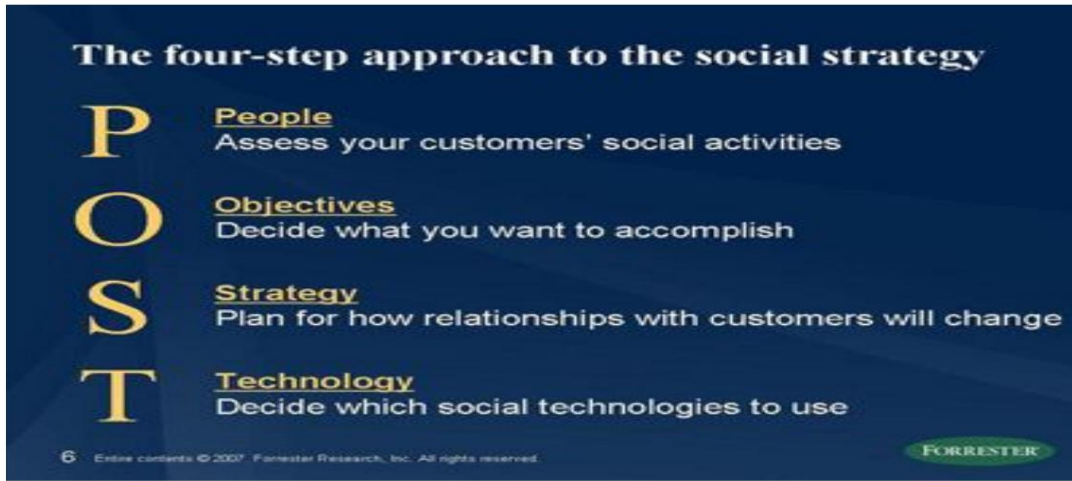 The four-step approach to the social strategy
P
People
Assess your customers' social activities
O
Objectives
Decide what you want to accomplish
S
Strategy
Plan for how relationships with customers will change
T
Technology
Decide which social technologies to use
6 Entire contents © 2007 Forrester Research, Inc. All rights reserved.
FORRESTER